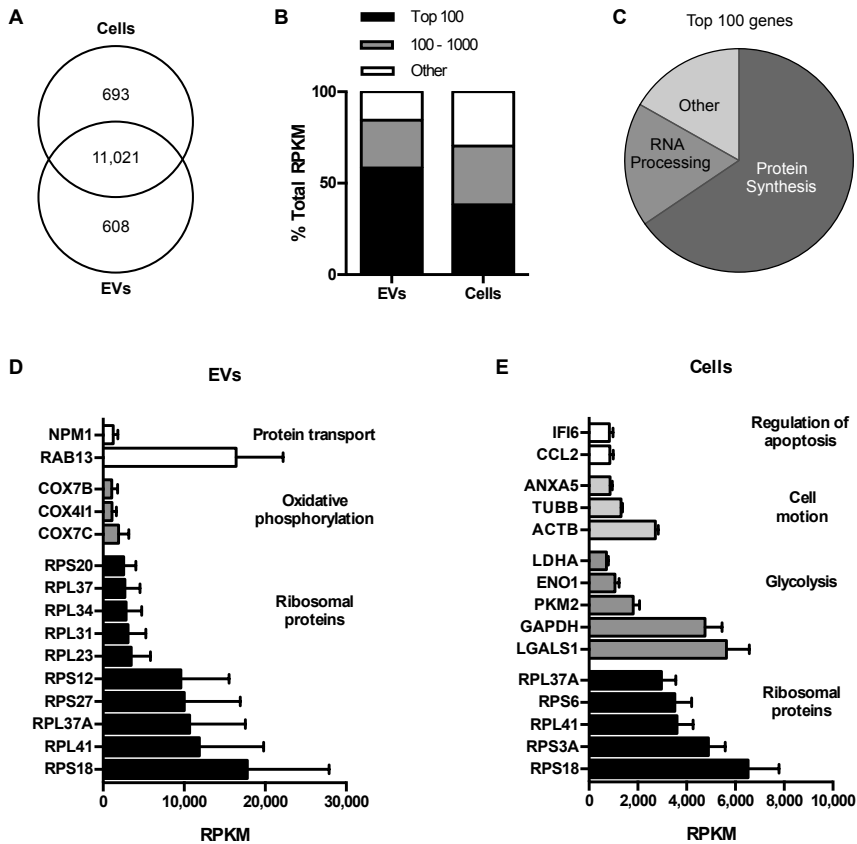 A
Cells
693
11,021
608
EVs
B
Top 100
100 - 1000
Other
% Total RPKM
100
50
0
EVs
Cells
C
Top 100 genes
Other
RNA
Processing
Protein
Synthesis
D
EVs
NPM1
RAB13
Protein transport
COX7B
COX4I1
COX7C
Oxidative
phosphorylation
RPS20
RPL37
RPL34
RPL31
RPL23
RPS12
RPS27
RPL37A
RPL41
RPS18
Ribosomal
proteins
0 10,000 20,000 30,000
RPKM
E
Cells
IFI6
CCL2
Regulation of
apoptosis
ANXA5
TUBB
ACTB
Cell
motion
LDHA
ENO1
PKM2
GAPDH
LGALS1
Glycolysis
RPL37A
RPS6
RPL41
RPS3A
RPS18
Ribosomal
proteins
0 2,000 4,000 6,000 8,000 10,000
RPKM